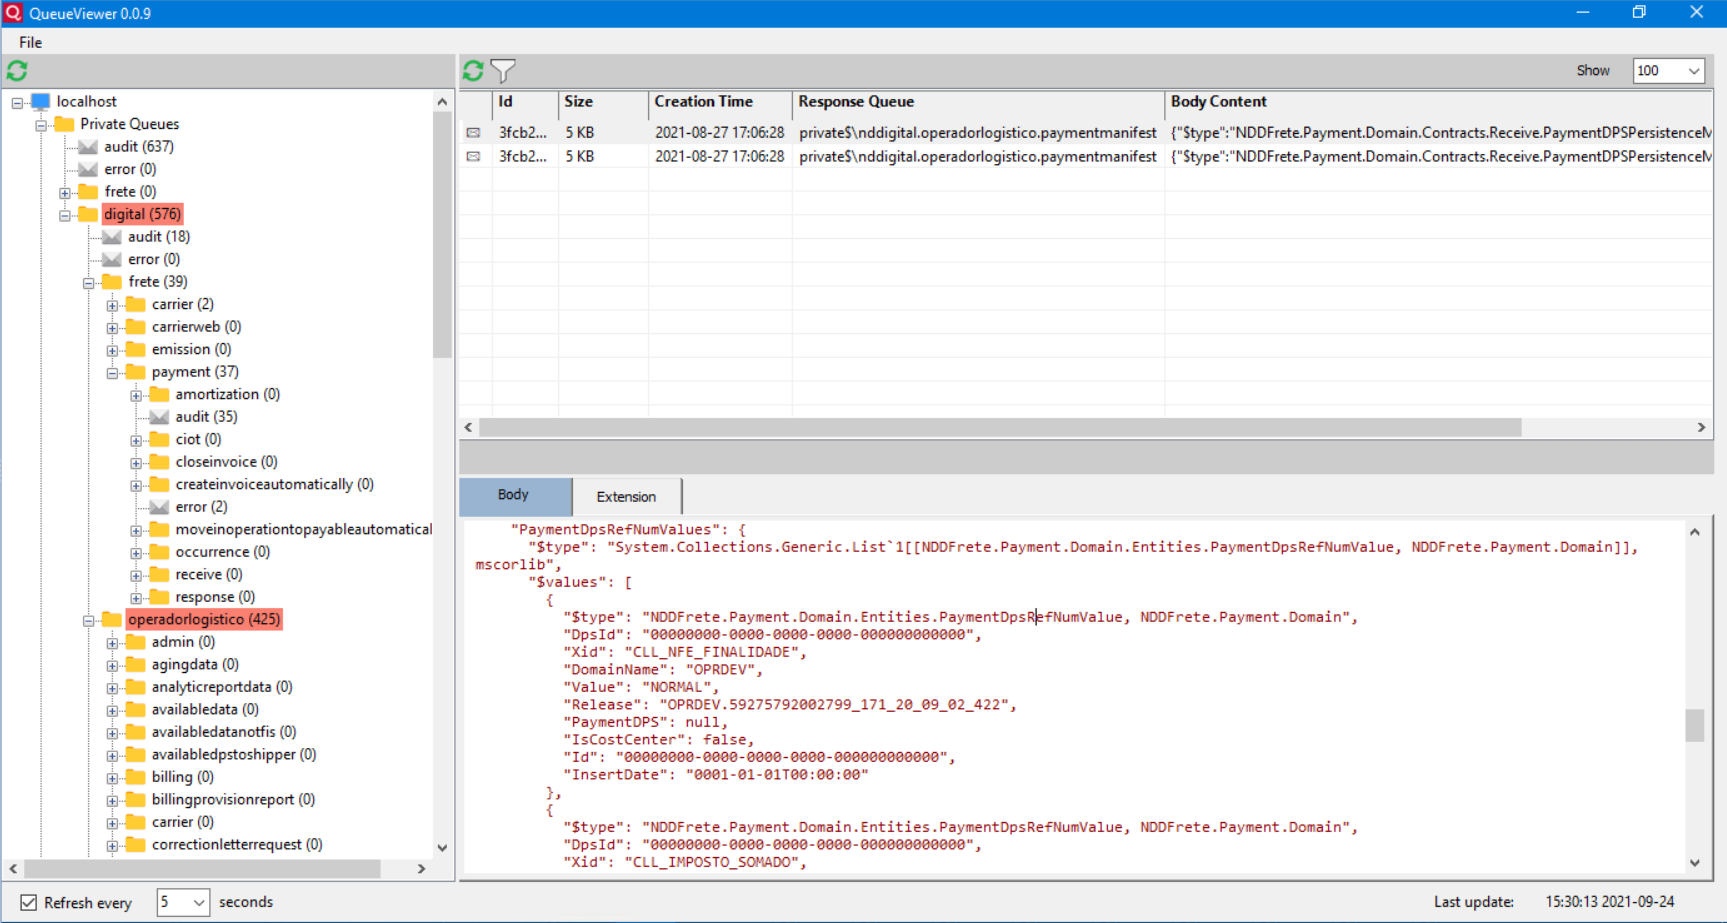 QueueViewer 0.0.9
File
localhost
Private Queues
audit (637)
error (0)
frete (0)
digital (576)
audit (18)
error (0)
frete (39)
carrier (2)
carrierweb (0)
emission (0)
payment (37)
amortization (0)
audit (35)
ciot (0)
closeinvoice (0)
createinvoiceautomatically (0)
error (2)
moveinoperationtopayableautomatical
occurrence (0)
receive (0)
response (0)
operadorlogistico (425)
admin (0)
agingdata (0)
analyticreportdata (0)
availabledata (0)
availabledatanotfis (0)
availabledpstoshipper (0)
billing (0)
billingprovisionreport (0)
carrier (0)
correctionletterrequest (0)
Refresh every 5 seconds
Show 100
Id Size Creation Time Response Queue Body Content
3fcb2... 5 KB 2021-08-27 17:06:28 private$\nddigital.operadorlogistico.paymentmanifest {"$type":"NDDFrete.Payment.Domain.Contracts.Receive.PaymentDPSPersistenceM
3fcb2... 5 KB 2021-08-27 17:06:28 private$\nddigital.operadorlogistico.paymentmanifest {"$type":"NDDFrete.Payment.Domain.Contracts.Receive.PaymentDPSPersistenceM
Body Extension
"PaymentDpsRefNumValues": {
"$type": "System.Collections.Generic.List`1[[NDDFrete.Payment.Domain.Entities.PaymentDpsRefNumValue, NDDFrete.Payment.Domain]],
mscorlib",
"$values": [
{
"$type": "NDDFrete.Payment.Domain.Entities.PaymentDpsRefNumValue, NDDFrete.Payment.Domain",
"DpsId": "00000000-0000-0000-0000-000000000000",
"Xid": "CLL_NFE_FINALIDADE",
"DomainName": "OPRDEV",
"Value": "NORMAL",
"Release": "OPRDEV.59275792002799_171_20_09_02_422",
"PaymentDPS": null,
"IsCostCenter": false,
"Id": "00000000-0000-0000-0000-000000000000",
"InsertDate": "0001-01-01T00:00:00"
},
{
"$type": "NDDFrete.Payment.Domain.Entities.PaymentDpsRefNumValue, NDDFrete.Payment.Domain",
"DpsId": "00000000-0000-0000-0000-000000000000",
"Xid": "CLL_IMPOSTO_SOMADO",
Last update: 15:30:13 2021-09-24